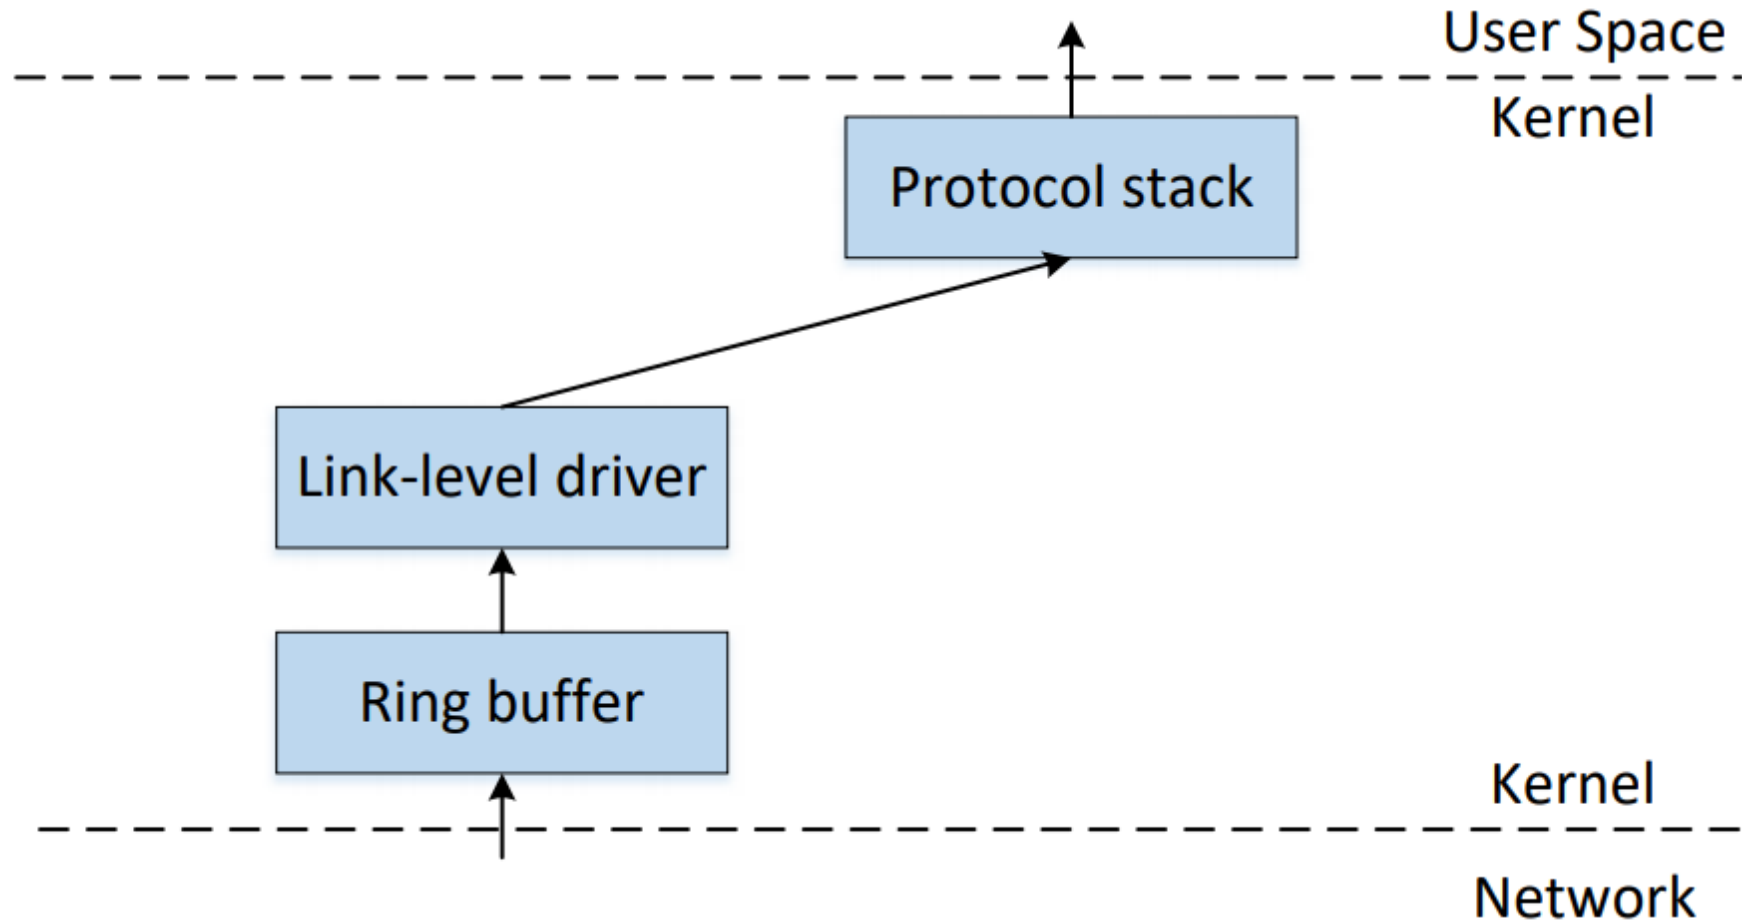 User Space
Kernel
Protocol stack
Link-level driver
Ring buffer
Kernel
Network